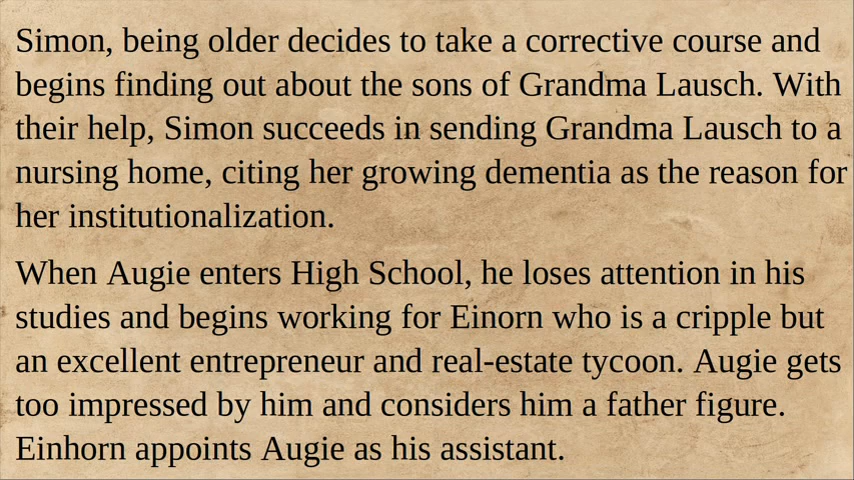 Simon, being older decides to take a corrective course and
begins finding out about the sons of Grandma Lausch. With
their help, Simon succeeds in sending Grandma Lausch to a
nursing home, citing her growing dementia as the reason for
her institutionalization.
When Augie enters High School, he loses attention in his
studies and begins working for Einorn who is a cripple but
an excellent entrepreneur and real-estate tycoon. Augie gets
too impressed by him and considers him a father figure.
Einhorn appoints Augie as his assistant.